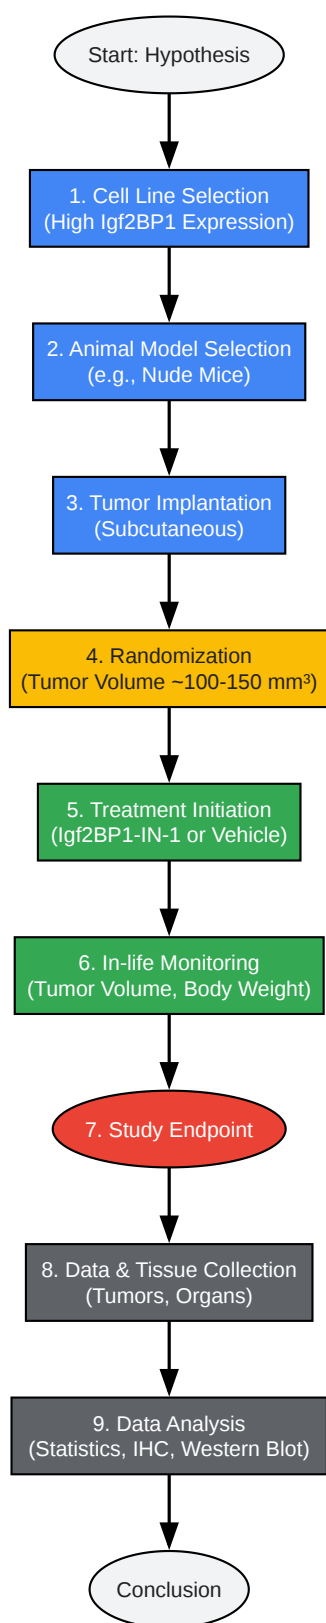 Start: Hypothesis
1. Cell Line Selection
(High Igf2BP1 Expression)
2. Animal Model Selection
(e.g., Nude Mice)
3. Tumor Implantation
(Subcutaneous)
4. Randomization
(Tumor Volume ~100-150 mm³)
5. Treatment Initiation
(Igf2BP1-IN-1 or Vehicle)
6. In-life Monitoring
(Tumor Volume, Body Weight)
7. Study Endpoint
8. Data & Tissue Collection
(Tumors, Organs)
9. Data Analysis
(Statistics, IHC, Western Blot)
Conclusion